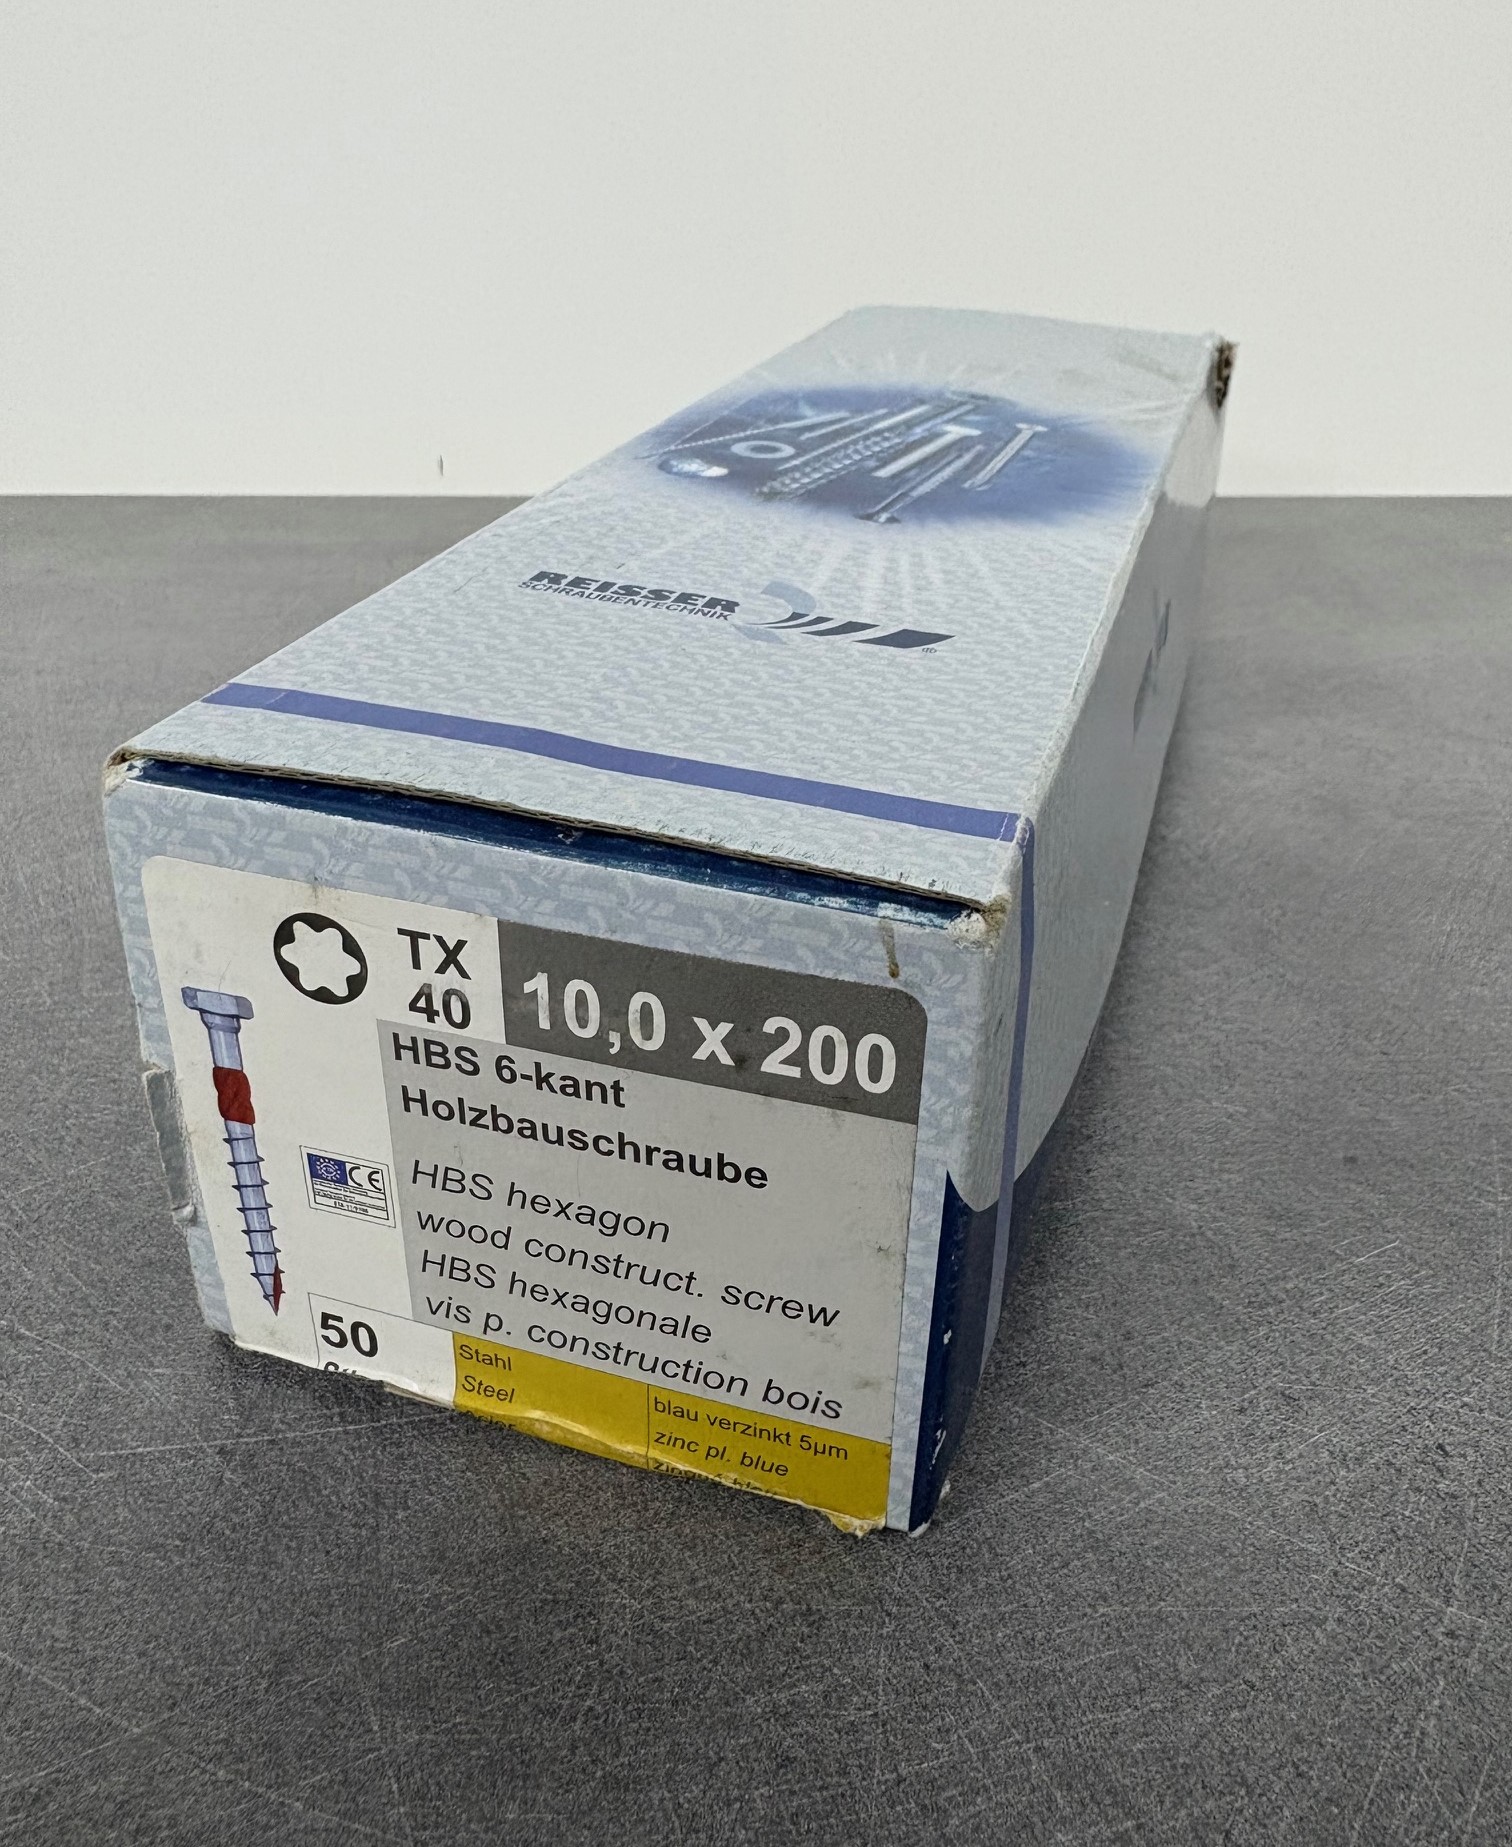 REISSER
SCHRAUBENTECHNIK
®
TX
40
10,0 x 200
HBS 6-kant
Holzbauschraube
HBS hexagon
wood construct. screw
HBS hexagonale
vis p. construction bois
CE
50
Stahl
Steel
blau verzinkt 5µm
zinc pl. blue